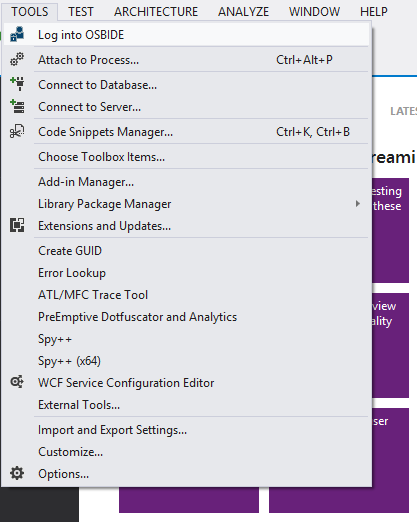 TOOLS TEST ARCHITECTURE ANALYZE WINDOW HELP
Log into OSBIDE
Attach to Process... Ctrl+Alt+P
Connect to Database...
Connect to Server...
LATES
Code Snippets Manager... Ctrl+K, Ctrl+B
Choose Toolbox Items...
reami
Add-in Manager...
esting
Library Package Manager
these
Extensions and Updates...
Create GUID
Error Lookup
ATL/MFC Trace Tool
view
PreEmptive Dotfuscator and Analytics
ality
Spy++
Spy++ (x64)
WCF Service Configuration Editor
External Tools...
user
Import and Export Settings...
Customize...
Options...